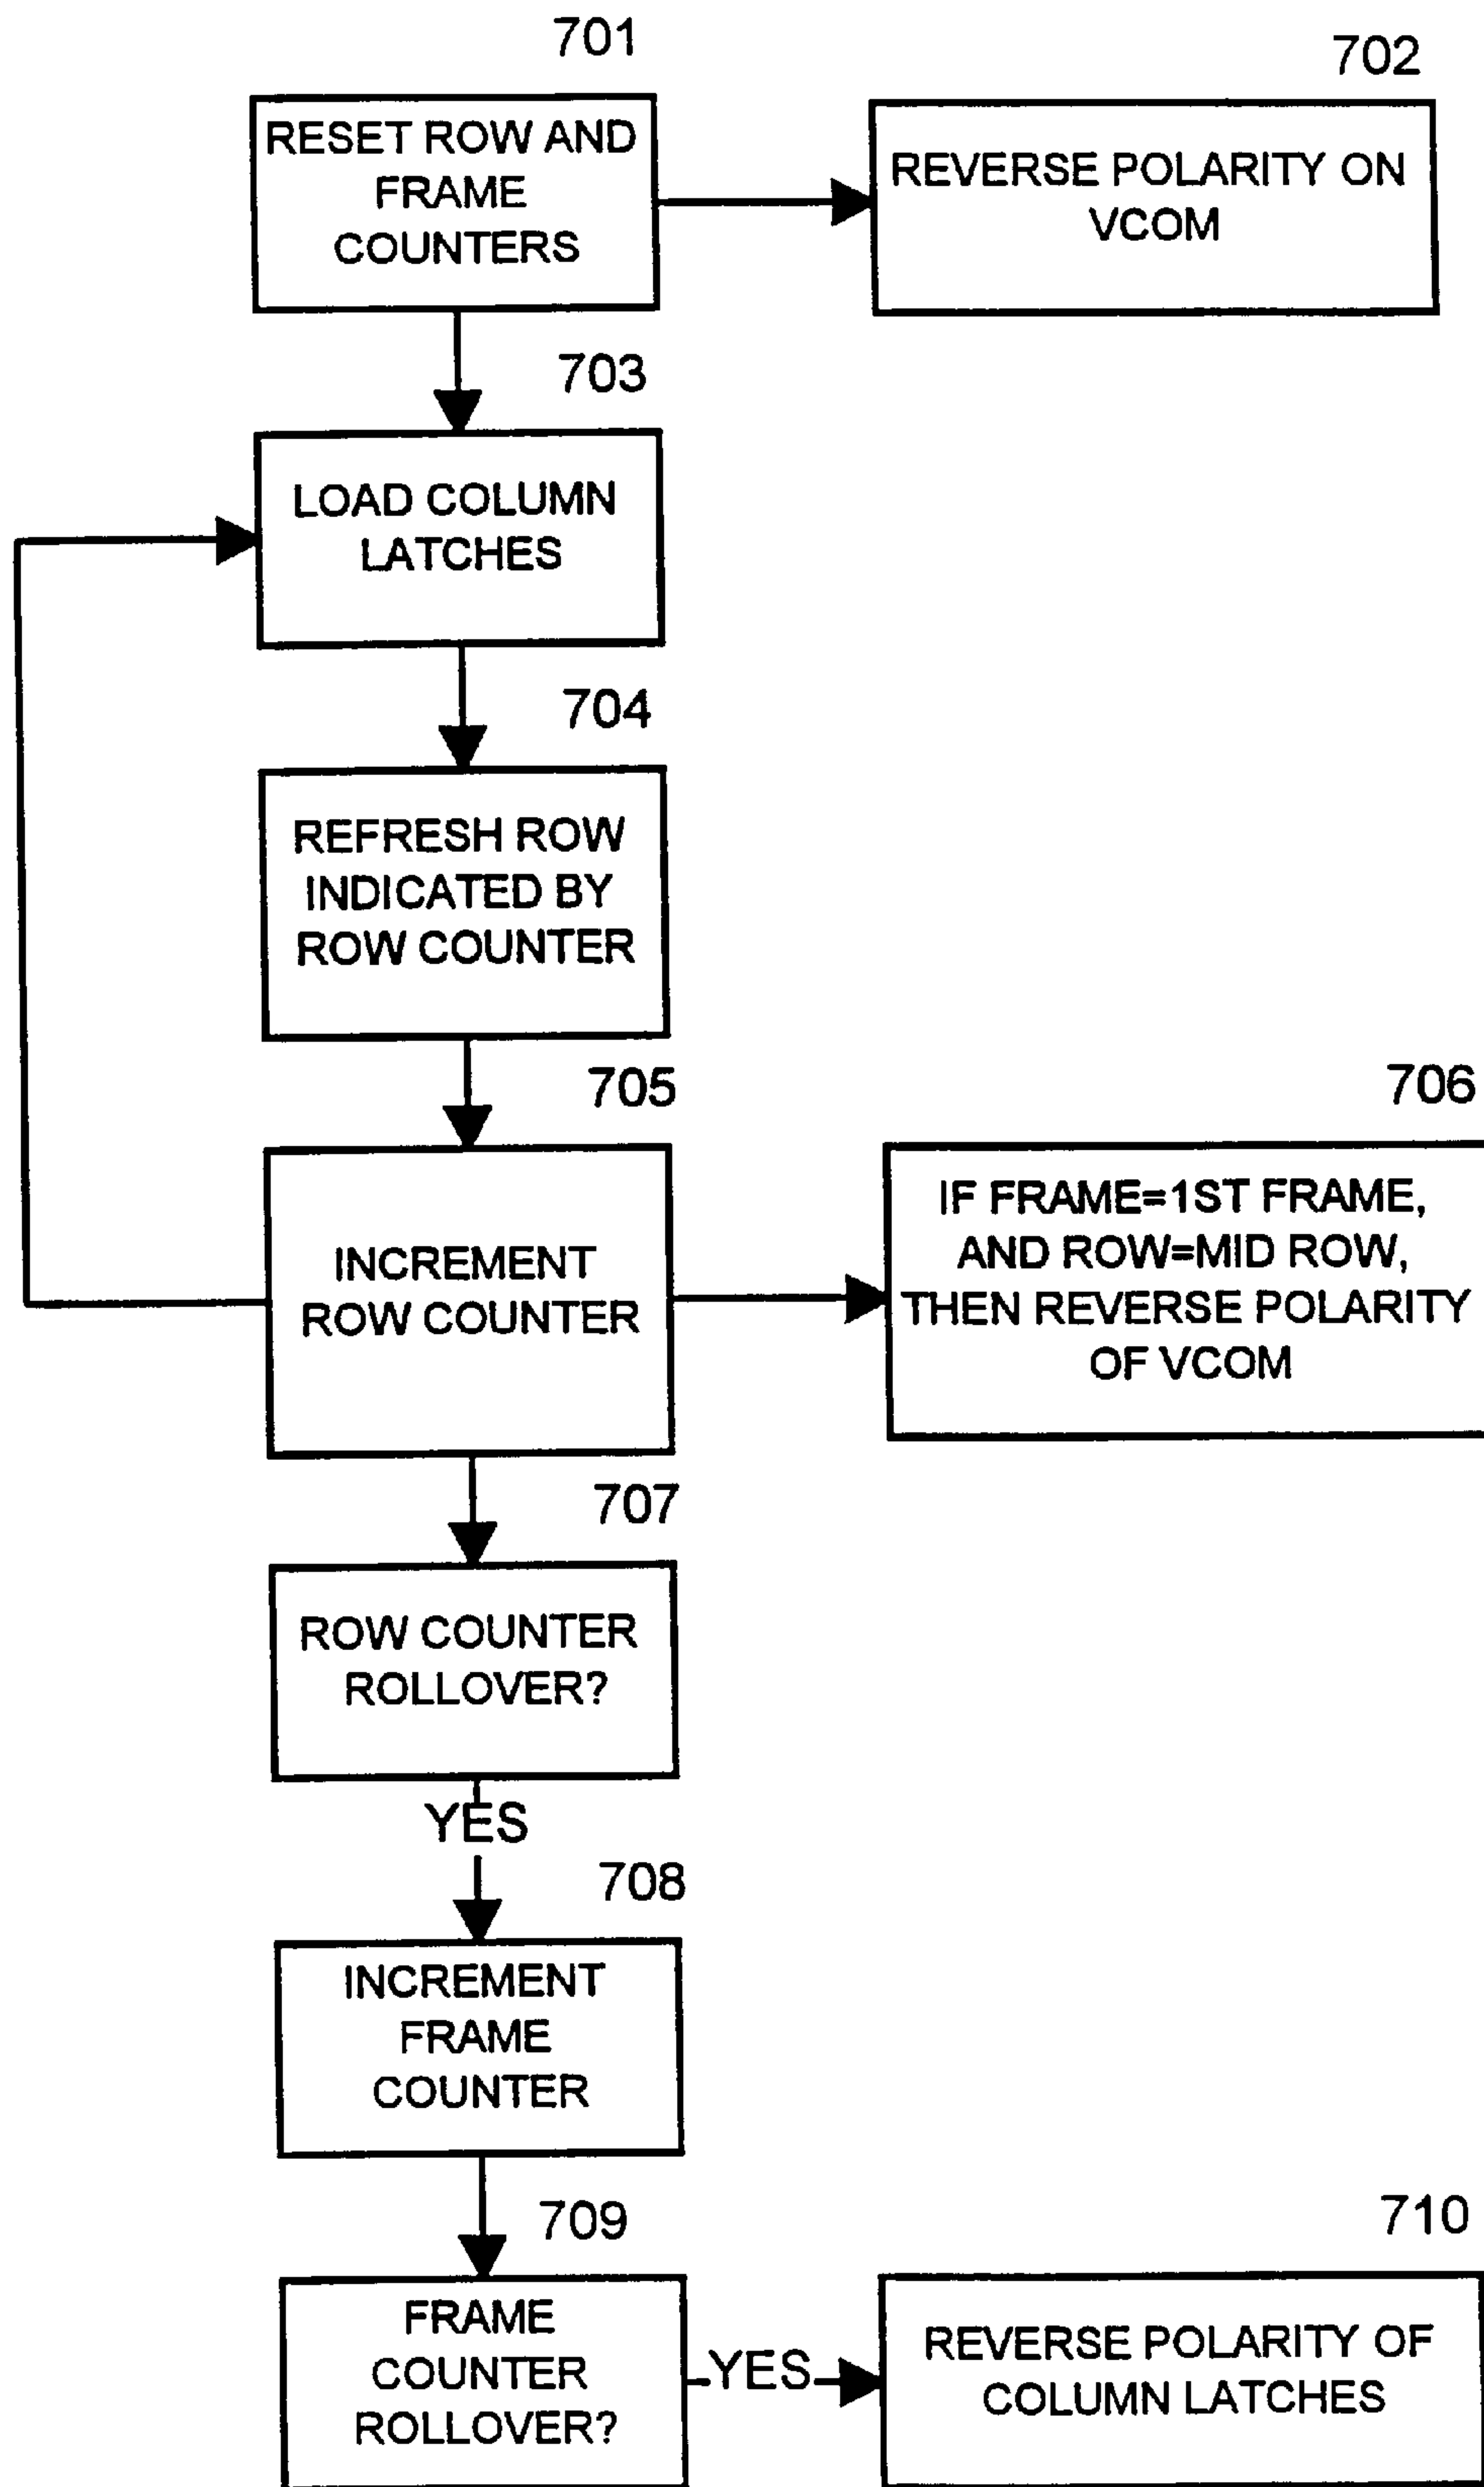 701
RESET ROW AND
FRAME
COUNTERS
702
REVERSE POLARITY ON
VCOM
703
LOAD COLUMN
LATCHES
704
REFRESH ROW
INDICATED BY
ROW COUNTER
705
INCREMENT
ROW COUNTER
706
IF FRAME=1ST FRAME,
AND ROW=MID ROW,
THEN REVERSE POLARITY
OF VCOM
707
ROW COUNTER
ROLLOVER?
YES
708
INCREMENT
FRAME
COUNTER
709
FRAME
COUNTER
ROLLOVER?
YES
710
REVERSE POLARITY OF
COLUMN LATCHES